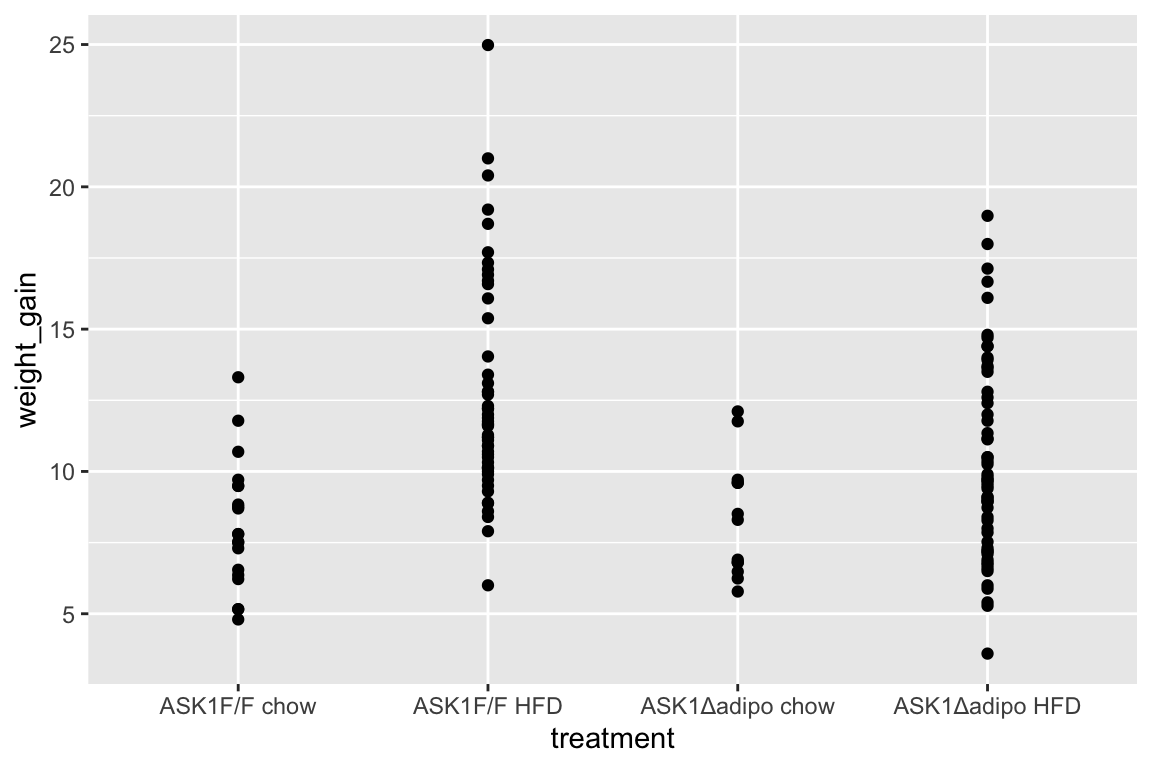 25
20
15
10
5
weight_gain
ASK1F/F chow
ASK1F/F HFD
ASK1Δadipo chow
ASK1Δadipo HFD
treatment